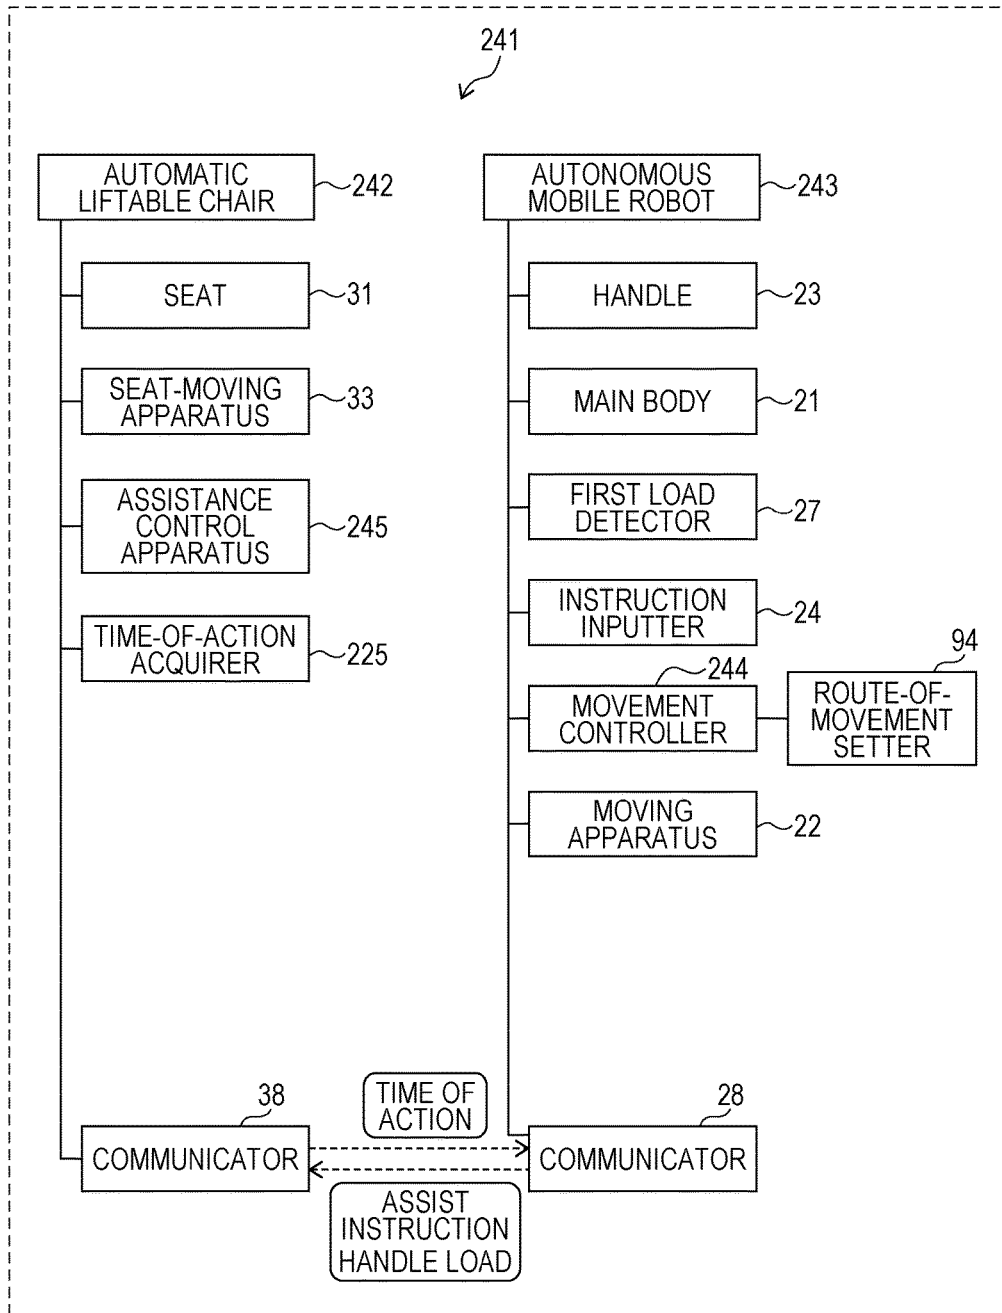 241
AUTOMATIC
LIFTABLE CHAIR
242
AUTONOMOUS
MOBILE ROBOT
243
SEAT
31
HANDLE
23
SEAT-MOVING
APPARATUS
33
MAIN BODY
21
ASSISTANCE
CONTROL
APPARATUS
245
FIRST LOAD
DETECTOR
27
TIME-OF-ACTION
ACQUIRER
225
INSTRUCTION
INPUTTER
24
244
MOVEMENT
CONTROLLER
94
ROUTE-OF-
MOVEMENT
SETTER
MOVING
APPARATUS
22
38
COMMUNICATOR
TIME OF
ACTION
28
COMMUNICATOR
ASSIST
INSTRUCTION
HANDLE LOAD